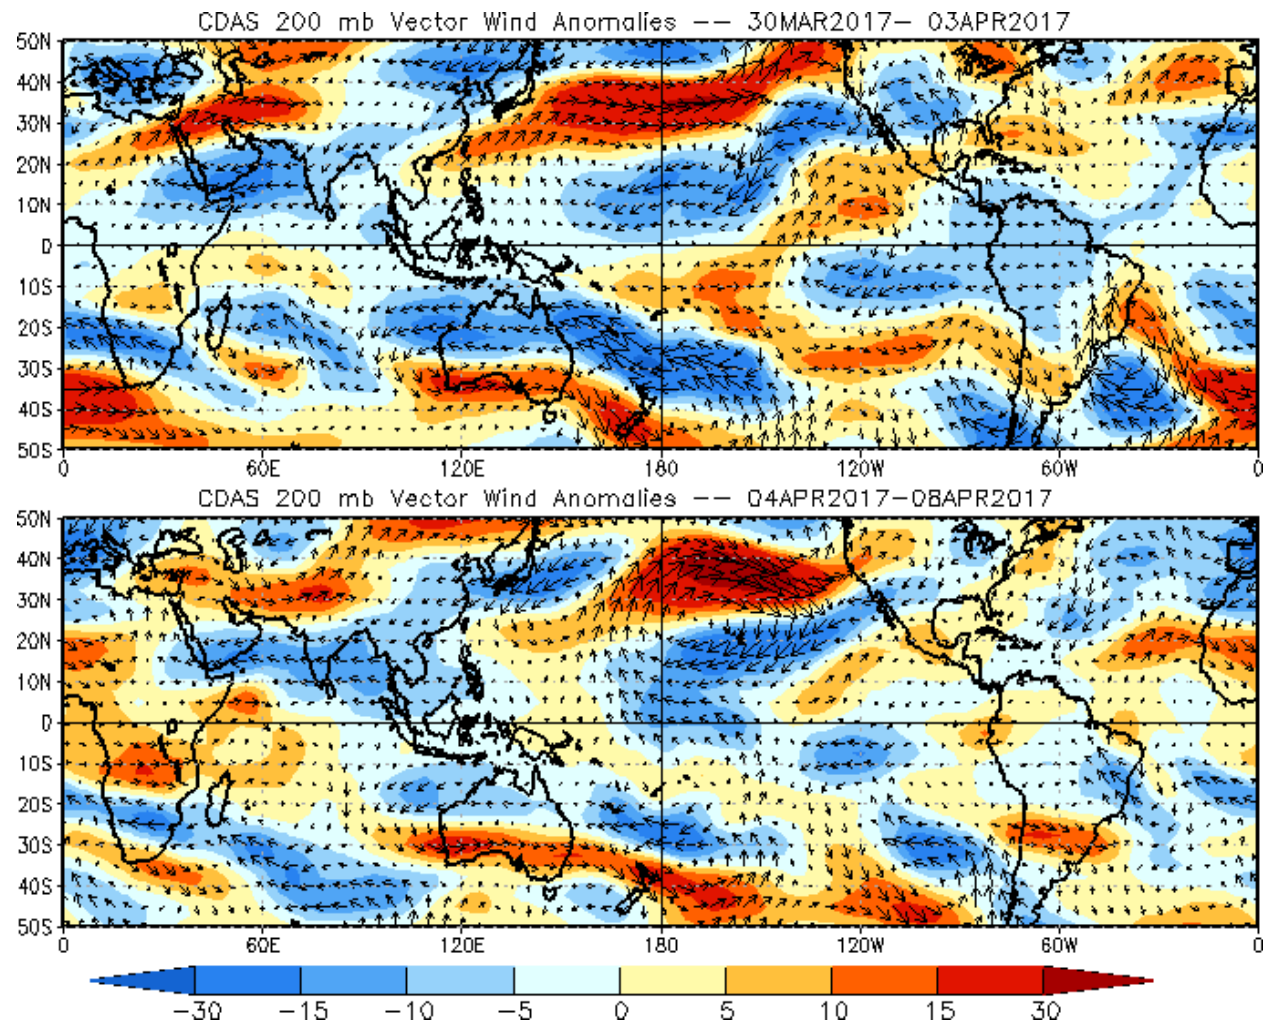 CDAS 200 mb Vector Wind Anomalies -- 30MAR2017- 03APR2017
50N
40N
30N
20N
10N
0
10S
20S
30S
40S
50S
0 60E 120E 180 120W 60W 0
CDAS 200 mb Vector Wind Anomalies -- 04APR2017-08APR2017
50N
40N
30N
20N
10N
0
10S
20S
30S
40S
50S
0 60E 120E 180 120W 60W 0
-30 -15 -10 -5 0 5 10 15 30